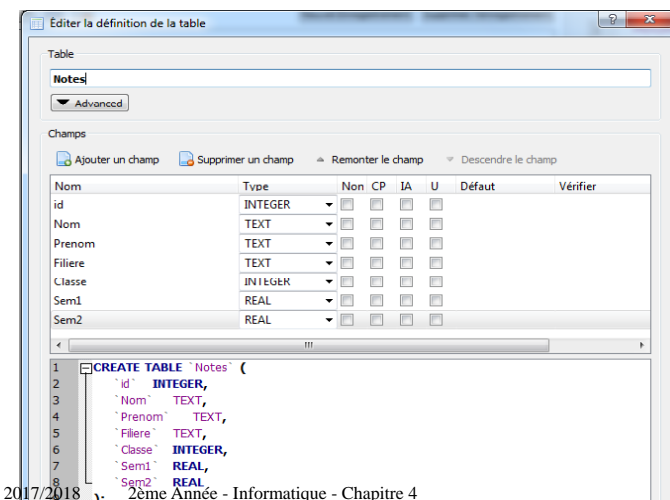 Éditer la définition de la table
Table
Notes
Advanced
Champs
Ajouter un champ Supprimer un champ Remonter le champ Descendre le champ
Nom Type Non CP IA U Défaut Vérifier
id INTEGER
Nom TEXT
Prenom TEXT
Filiere TEXT
Classe INTEGER
Sem1 REAL
Sem2 REAL
1 CREATE TABLE `Notes` (
2 `id` INTEGER,
3 `Nom` TEXT,
4 `Prenom` TEXT,
5 `Filiere` TEXT,
6 `Classe` INTEGER,
7 `Sem1` REAL,
8 `Sem2` REAL
);
2017/2018 2ème Année - Informatique - Chapitre 4